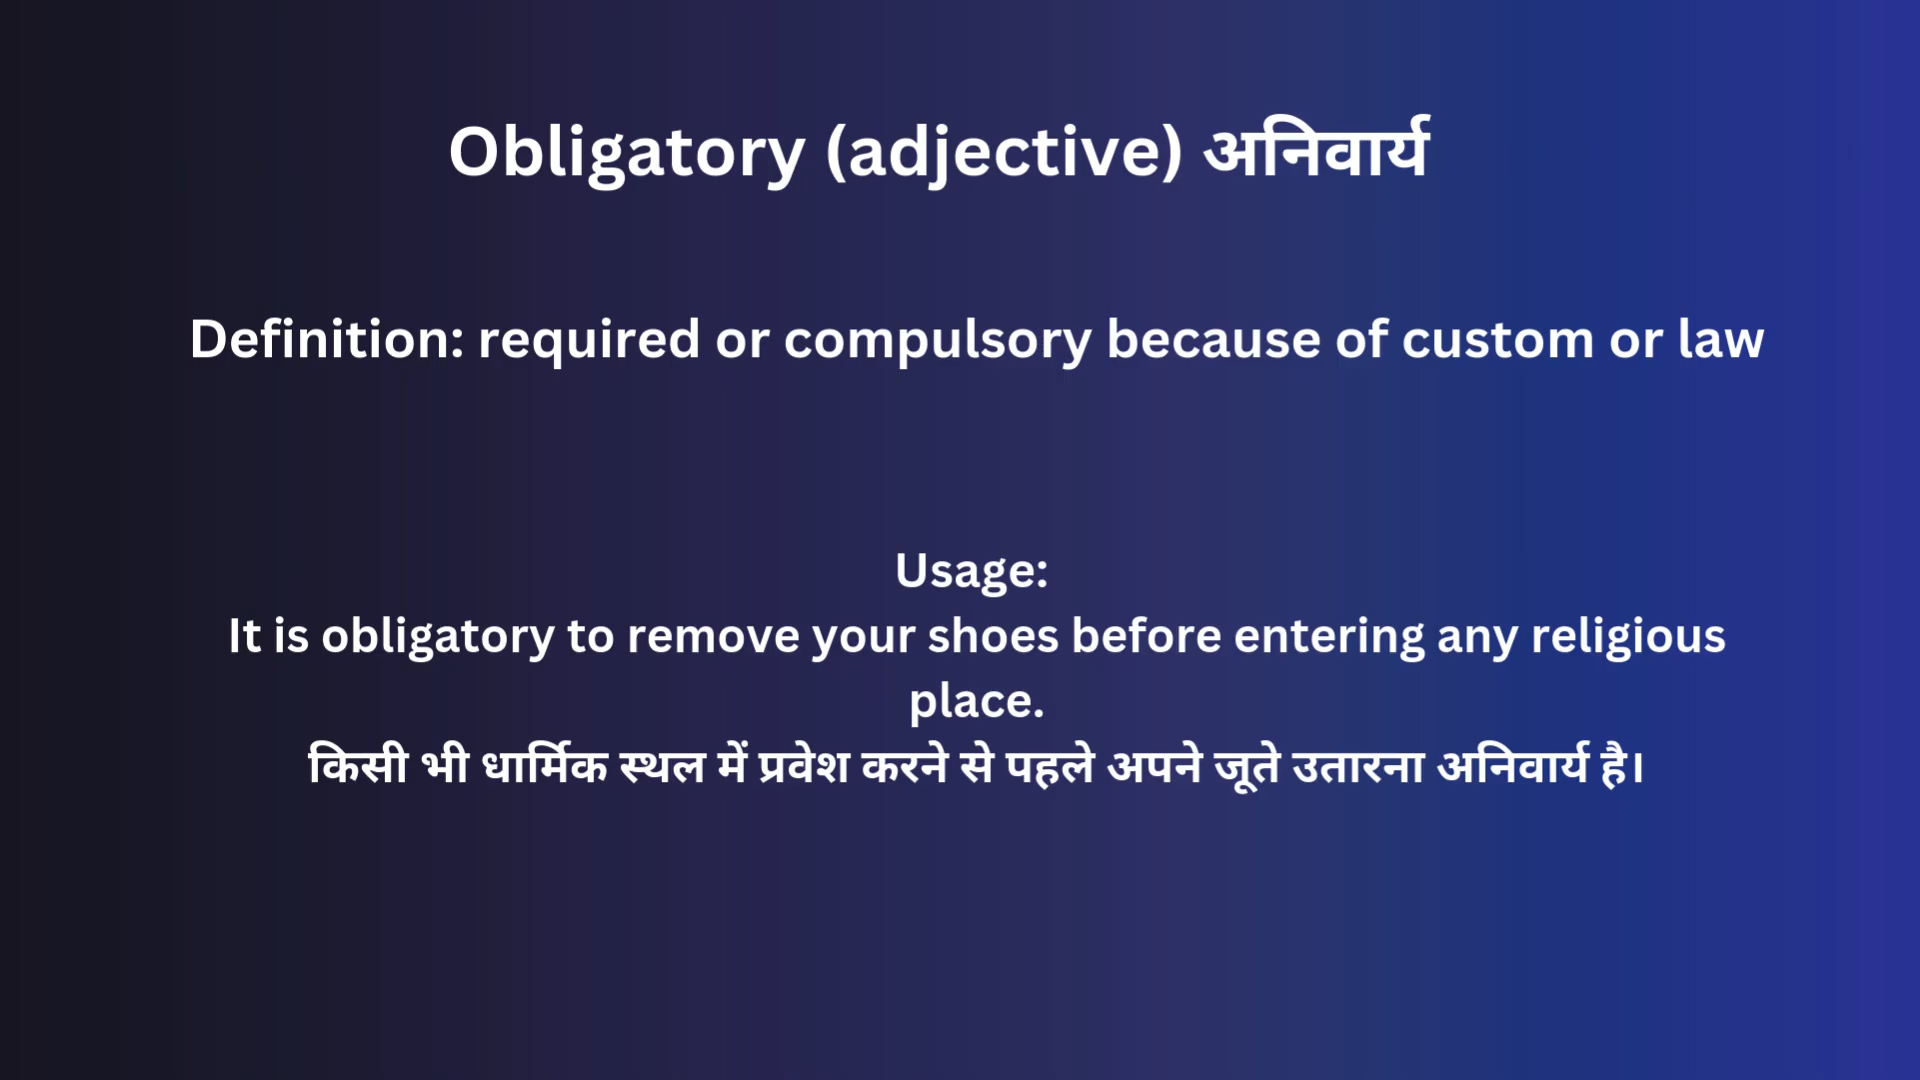 Obligatory (adjective) अनिवार्य
Definition: required or compulsory because of custom or law
Usage:
It is obligatory to remove your shoes before entering any religious
place.
किसी भी धार्मिक स्थल में प्रवेश करने से पहले अपने जूते उतारना अनिवार्य है।